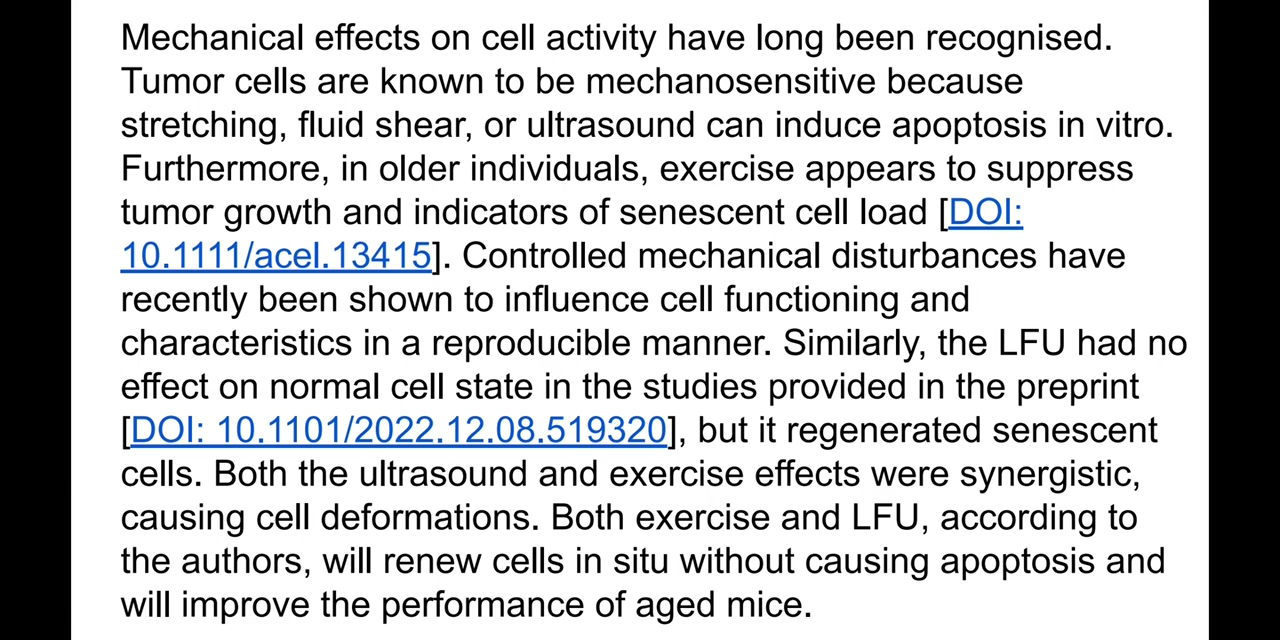 Mechanical effects on cell activity have long been recognised.
Tumor cells are known to be mechanosensitive because
stretching, fluid shear, or ultrasound can induce apoptosis in vitro.
Furthermore, in older individuals, exercise appears to suppress
tumor growth and indicators of senescent cell load [DOI:
10.1111/acel.13415]. Controlled mechanical disturbances have
recently been shown to influence cell functioning and
characteristics in a reproducible manner. Similarly, the LFU had no
effect on normal cell state in the studies provided in the preprint
[DOI: 10.1101/2022.12.08.519320], but it regenerated senescent
cells. Both the ultrasound and exercise effects were synergistic,
causing cell deformations. Both exercise and LFU, according to
the authors, will renew cells in situ without causing apoptosis and
will improve the performance of aged mice.